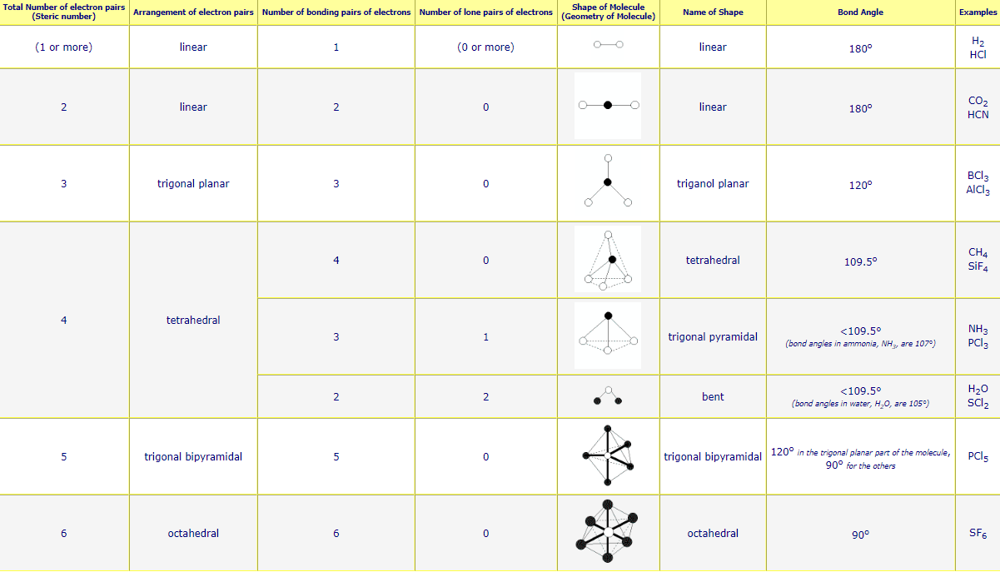 Total Number of electron pairs
(Steric number)
Arrangement of electron pairs
Number of bonding pairs of electrons
Number of lone pairs of electrons
Shape of Molecule
(Geometry of Molecule)
Name of Shape
Bond Angle
Examples
(1 or more)
linear
1
(0 or more)
linear
180°
H₂
HCl
2
linear
2
0
linear
180°
CO₂
HCN
3
trigonal planar
3
0
triganol planar
120°
BCl₃
AlCl₃
4
tetrahedral
4
0
tetrahedral
109.5°
CH₄
SiF₄
3
1
trigonal pyramidal
<109.5°
(bond angles in ammonia, NH₃, are 107°)
NH₃
PCl₃
2
2
bent
<109.5°
(bond angles in water, H₂O, are 105°)
H₂O
SCl₂
5
trigonal bipyramidal
5
0
trigonal bipyramidal
120° in the trigonal planar part of the molecule,
90° for the others
PCl₅
6
octahedral
6
0
octahedral
90°
SF₆